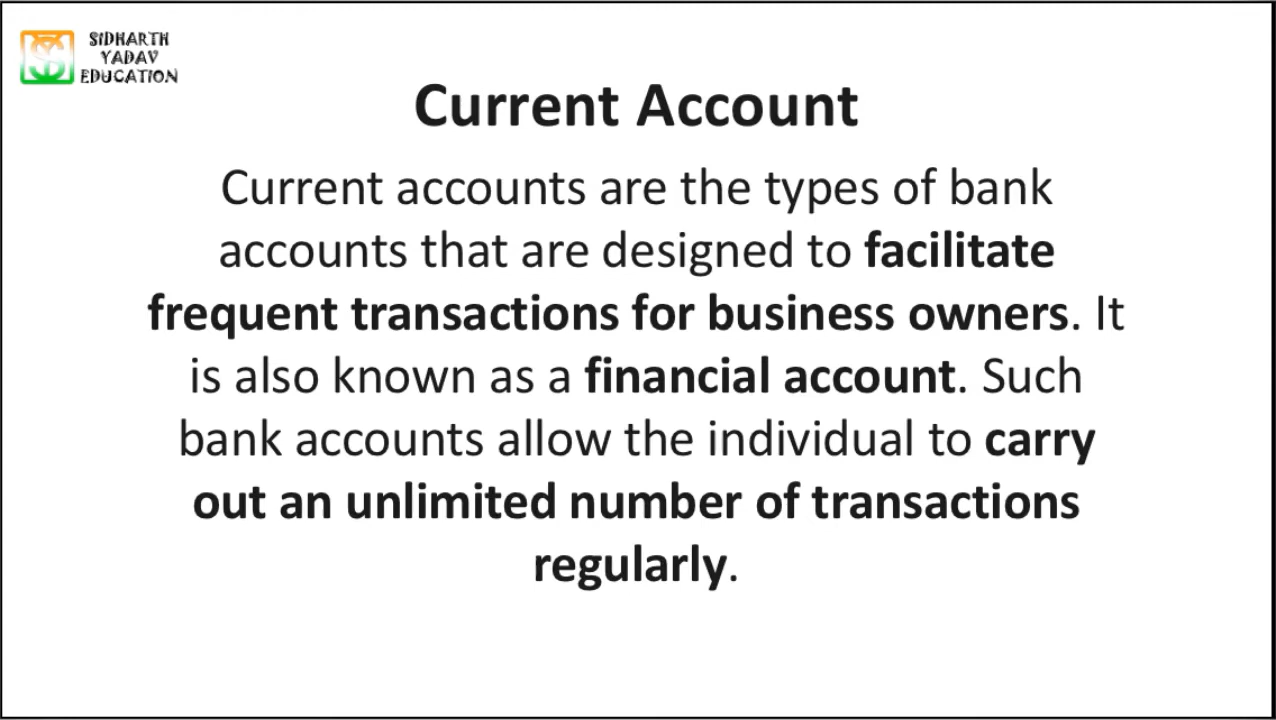 SIDHARTH
YADAV
EDUCATION
Current Account
Current accounts are the types of bank
accounts that are designed to facilitate
frequent transactions for business owners. It
is also known as a financial account. Such
bank accounts allow the individual to carry
out an unlimited number of transactions
regularly.